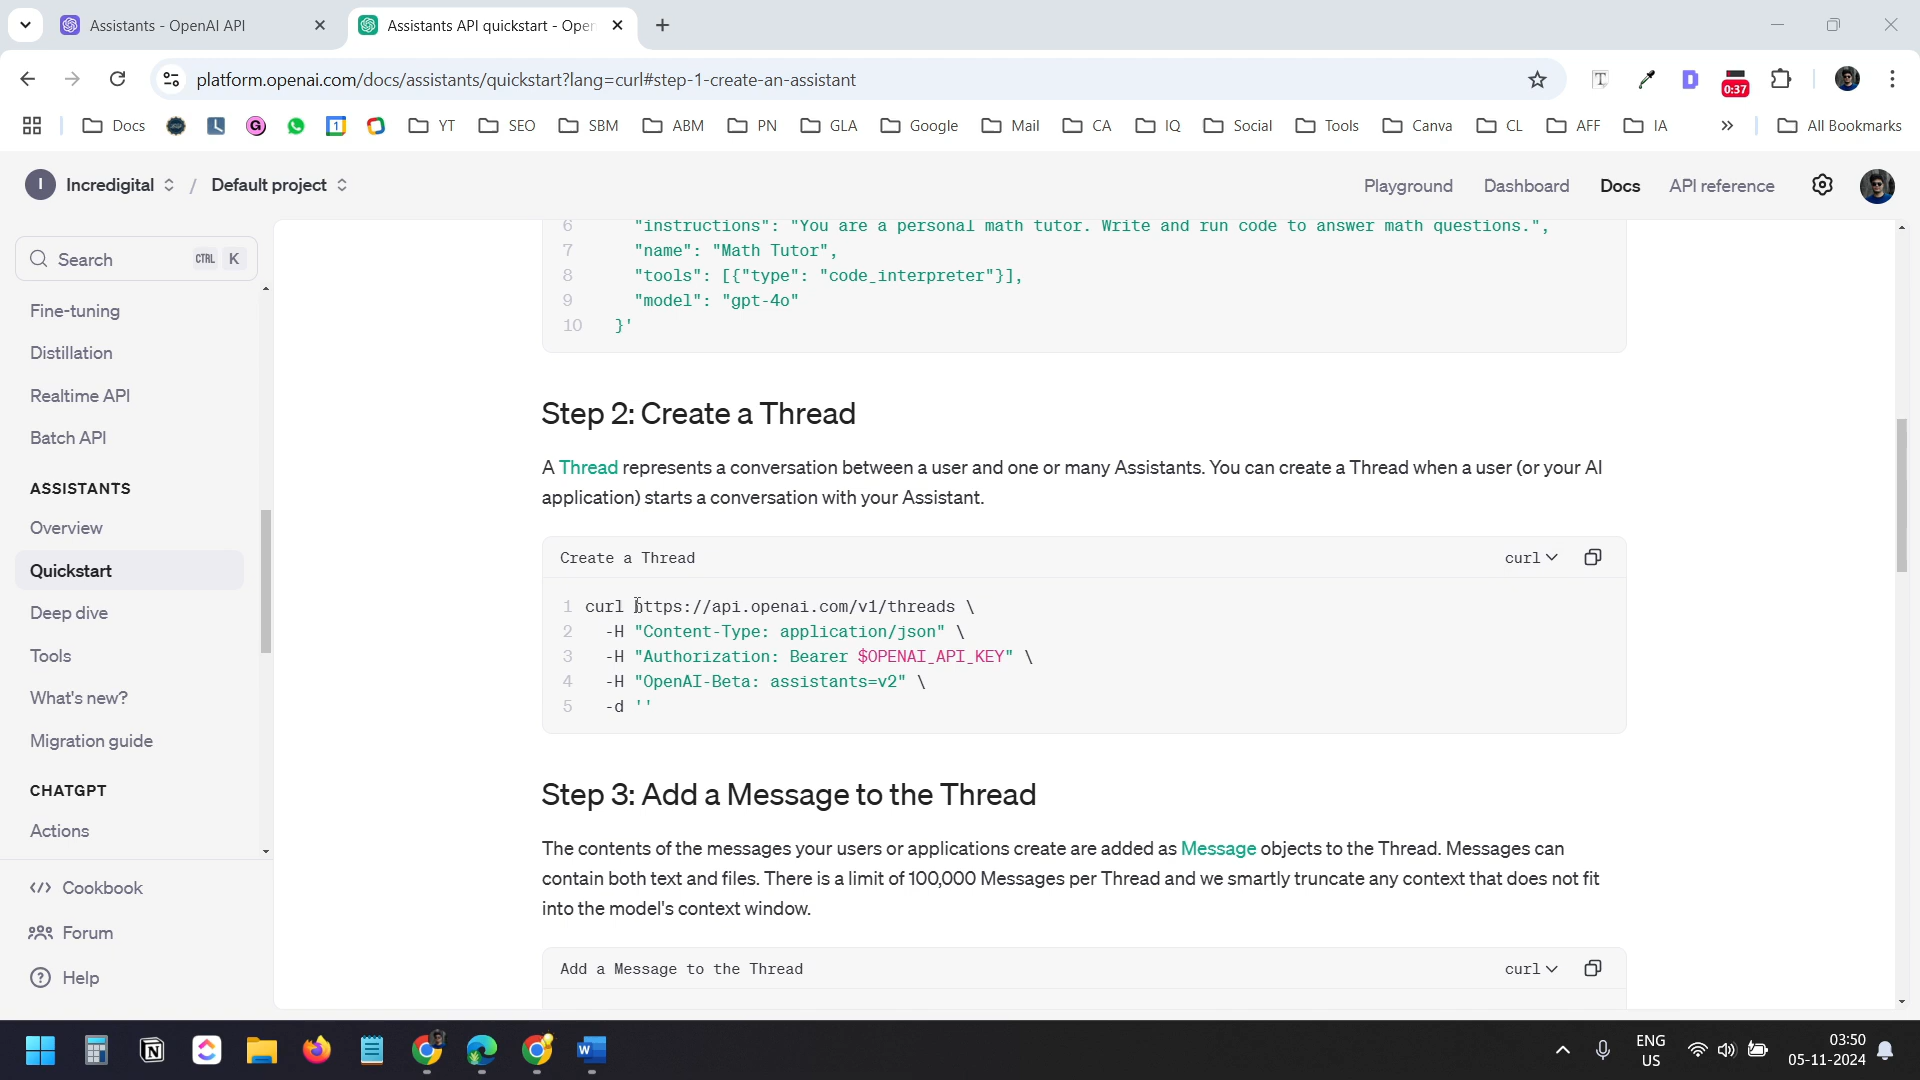 Assistants - OpenAI API
Assistants API quickstart - Oper
platform.openai.com/docs/assistants/quickstart?lang=curl#step-1-create-an-assistant
0:37
Docs
G
1
YT
SEO
SBM
ABM
PN
GLA
Google
Mail
CA
IQ
Social
Tools
Canva
CL
AFF
IA
All Bookmarks
I Incredigital / Default project
Playground
Dashboard
Docs
API reference
Search CTRL K
Fine-tuning
Distillation
Realtime API
Batch API
ASSISTANTS
Overview
Quickstart
Deep dive
Tools
What's new?
Migration guide
CHATGPT
Actions
Cookbook
Forum
Help
6 "instructions": "You are a personal math tutor. Write and run code to answer math questions.",
7 "name": "Math Tutor",
8 "tools": [{"type": "code_interpreter"}],
9 "model": "gpt-4o"
10 }'
Step 2: Create a Thread
A Thread represents a conversation between a user and one or many Assistants. You can create a Thread when a user (or your AI
application) starts a conversation with your Assistant.
Create a Thread curl
1 curl https://api.openai.com/v1/threads \
2 -H "Content-Type: application/json" \
3 -H "Authorization: Bearer $OPENAI_API_KEY" \
4 -H "OpenAI-Beta: assistants=v2" \
5 -d ''
Step 3: Add a Message to the Thread
The contents of the messages your users or applications create are added as Message objects to the Thread. Messages can
contain both text and files. There is a limit of 100,000 Messages per Thread and we smartly truncate any context that does not fit
into the model's context window.
Add a Message to the Thread curl
ENG
US
03:50
05-11-2024